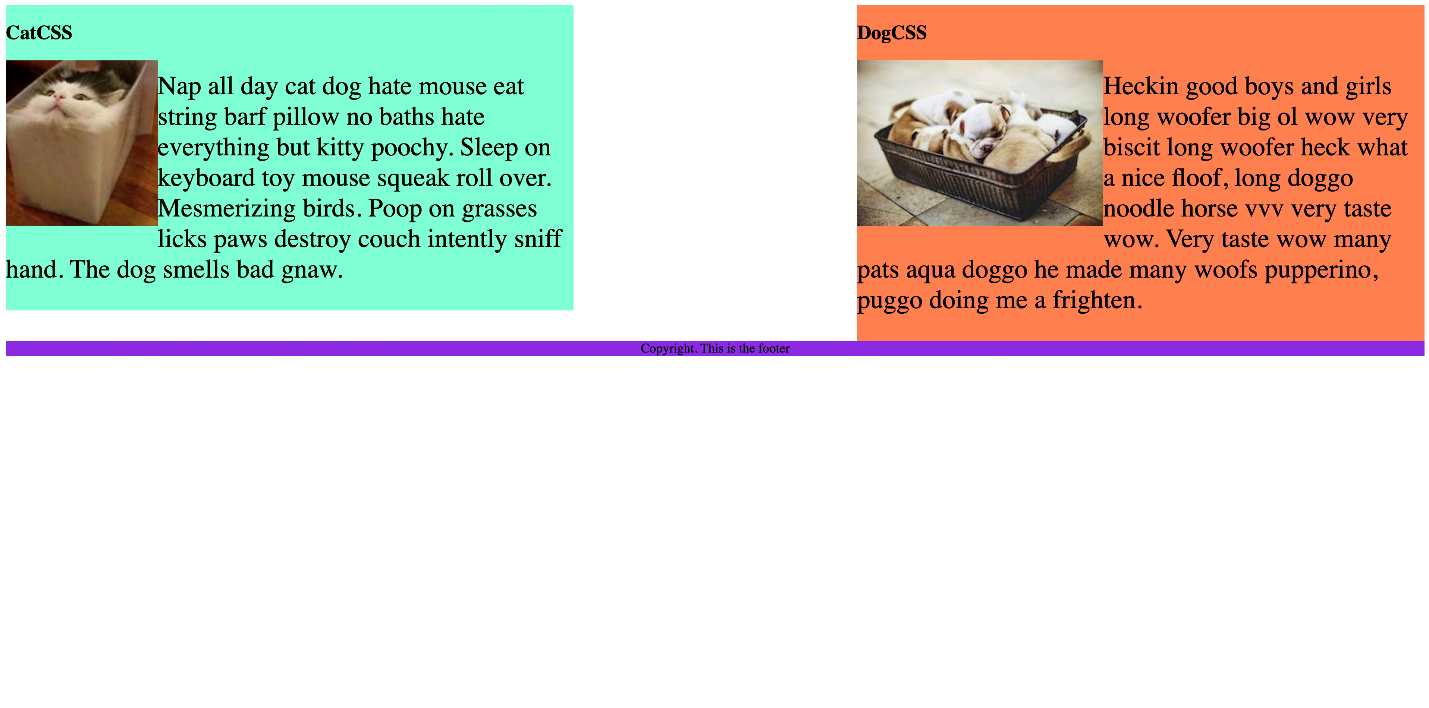 CatCSS
Nap all day cat dog hate mouse eat
string barf pillow no baths hate
everything but kitty poochy. Sleep on
keyboard toy mouse squeak roll over.
Mesmerizing birds. Poop on grasses
licks paws destroy couch intently sniff
hand. The dog smells bad gnaw.
DogCSS
Heckin good boys and girls
long woofer big ol wow very
biscit long woofer heck what
a nice floof, long doggo
noodle horse vvv very taste
wow. Very taste wow many
pats aqua doggo he made many woofs pupperino,
puggo doing me a frighten.
Copyright. This is the footer